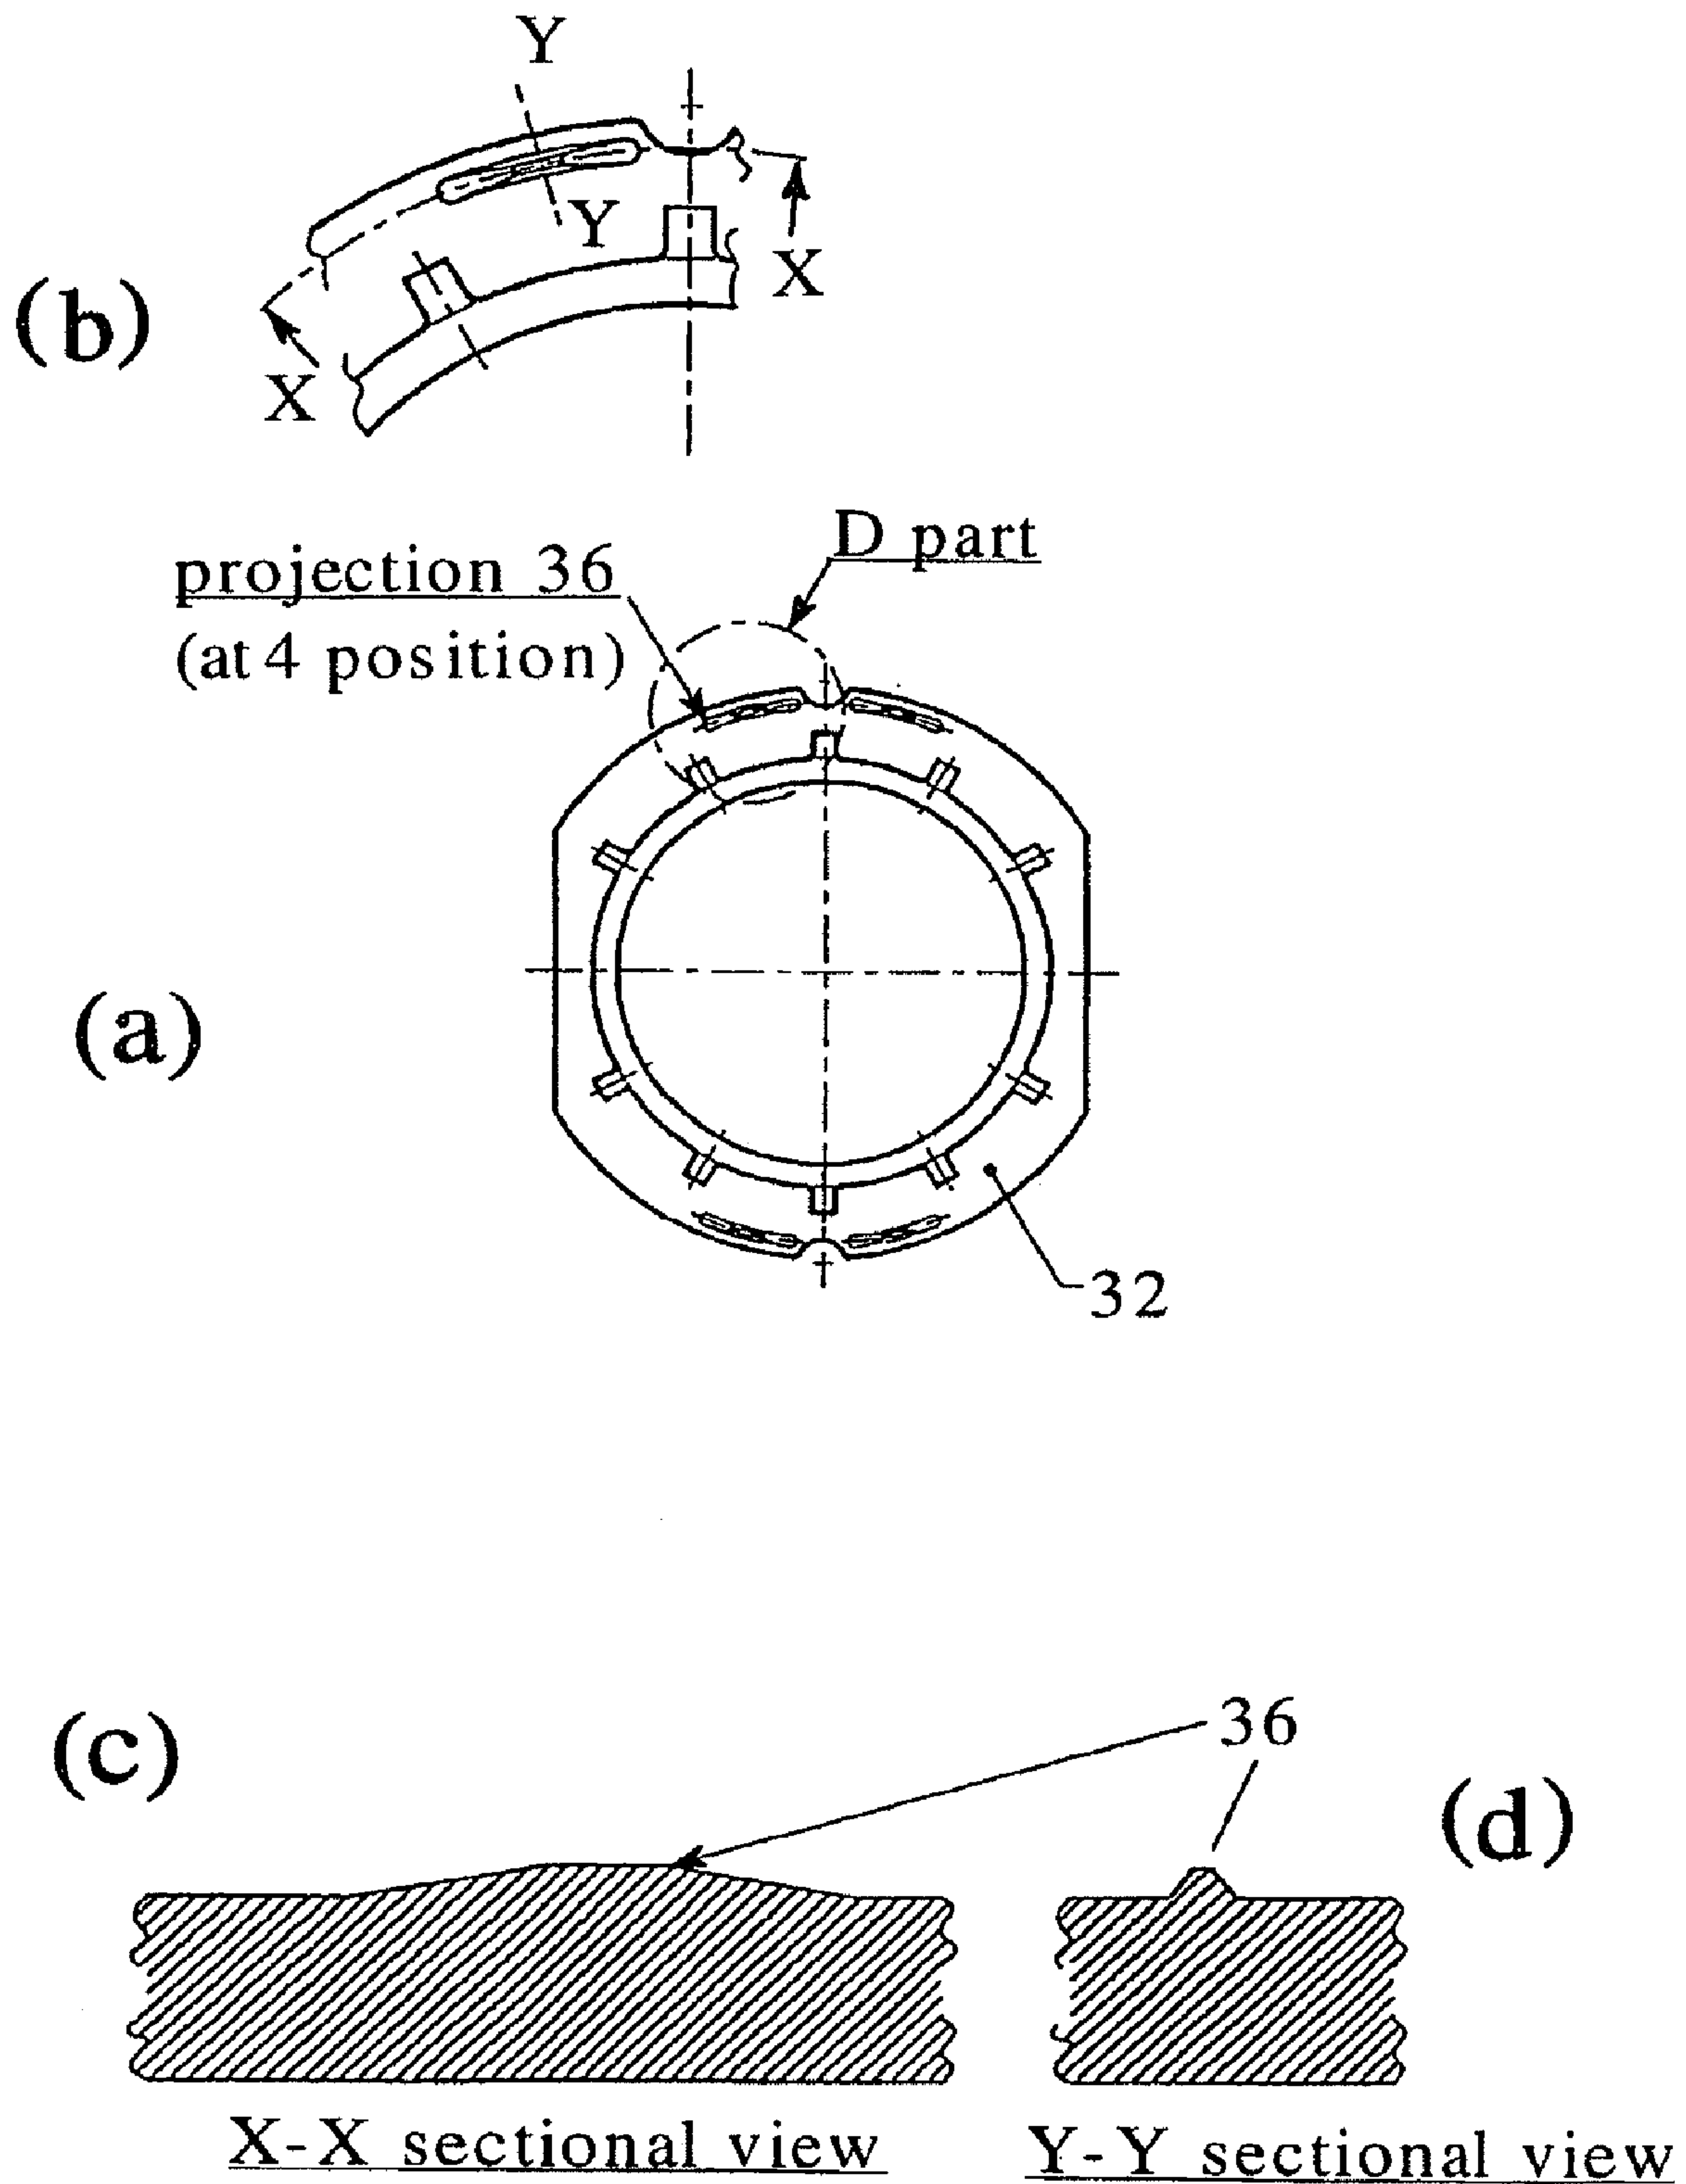 Y
Y
X
(b)
X
D part
projection 36
(at 4 position)
(a)
32
36
(c)
(d)
X-X sectional view
Y-Y sectional view